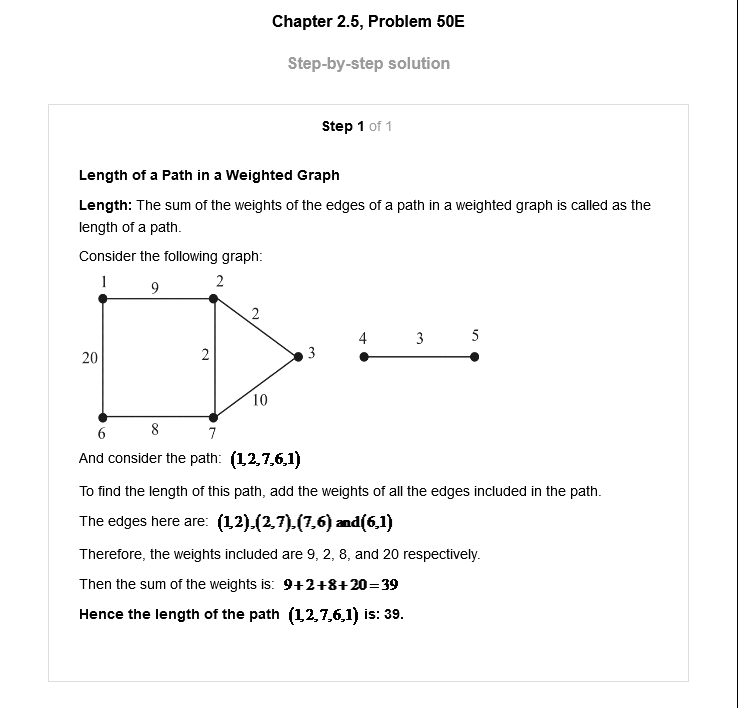 Chapter 2.5, Problem 50E
Step-by-step solution
Step 1 of 1
Length of a Path in a Weighted Graph
Length: The sum of the weights of the edges of a path in a weighted graph is called as the
length of a path.
Consider the following graph:
1 9 2
2
20 2 3 4 3 5
10
6 8 7
And consider the path: (1,2,7,6,1)
To find the length of this path, add the weights of all the edges included in the path.
The edges here are: (1,2),(2,7),(7,6) and(6,1)
Therefore, the weights included are 9, 2, 8, and 20 respectively.
Then the sum of the weights is: 9+2+8+20=39
Hence the length of the path (1,2,7,6,1) is: 39.